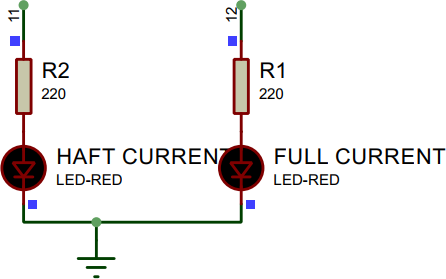 11
12
R2
220
R1
220
HAFT CURRENT
LED-RED
FULL CURRENT
LED-RED